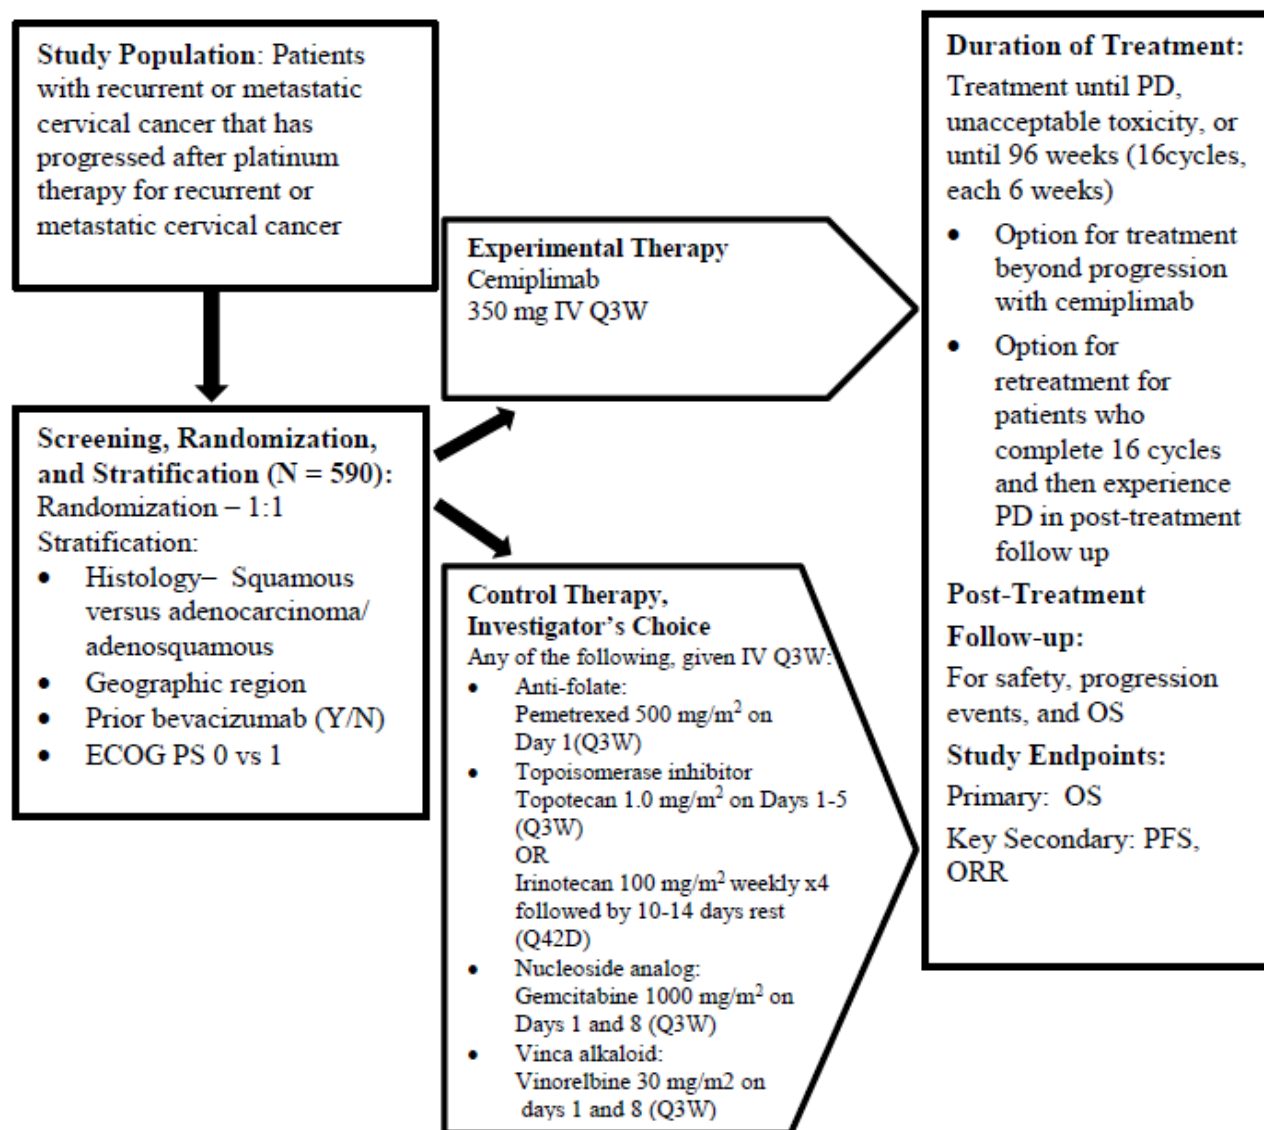 Study Population: Patients
with recurrent or metastatic
cervical cancer that has
progressed after platinum
therapy for recurrent or
metastatic cervical cancer
Screening, Randomization,
and Stratification (N = 590):
Randomization – 1:1
Stratification:
• Histology– Squamous
versus adenocarcinoma/
adenosquamous
• Geographic region
• Prior bevacizumab (Y/N)
• ECOG PS 0 vs 1
Experimental Therapy
Cemiplimab
350 mg IV Q3W
Control Therapy,
Investigator’s Choice
Any of the following, given IV Q3W:
• Anti-folate:
Pemetrexed 500 mg/m² on
Day 1(Q3W)
• Topoisomerase inhibitor
Topotecan 1.0 mg/m² on Days 1-5
(Q3W)
OR
Irinotecan 100 mg/m² weekly x4
followed by 10-14 days rest
(Q42D)
• Nucleoside analog:
Gemcitabine 1000 mg/m² on
Days 1 and 8 (Q3W)
• Vinca alkaloid:
Vinorelbine 30 mg/m2 on
days 1 and 8 (Q3W)
Duration of Treatment:
Treatment until PD,
unacceptable toxicity, or
until 96 weeks (16cycles,
each 6 weeks)
• Option for treatment
beyond progression
with cemiplimab
• Option for
retreatment for
patients who
complete 16 cycles
and then experience
PD in post-treatment
follow up
Post-Treatment
Follow-up:
For safety, progression
events, and OS
Study Endpoints:
Primary: OS
Key Secondary: PFS,
ORR